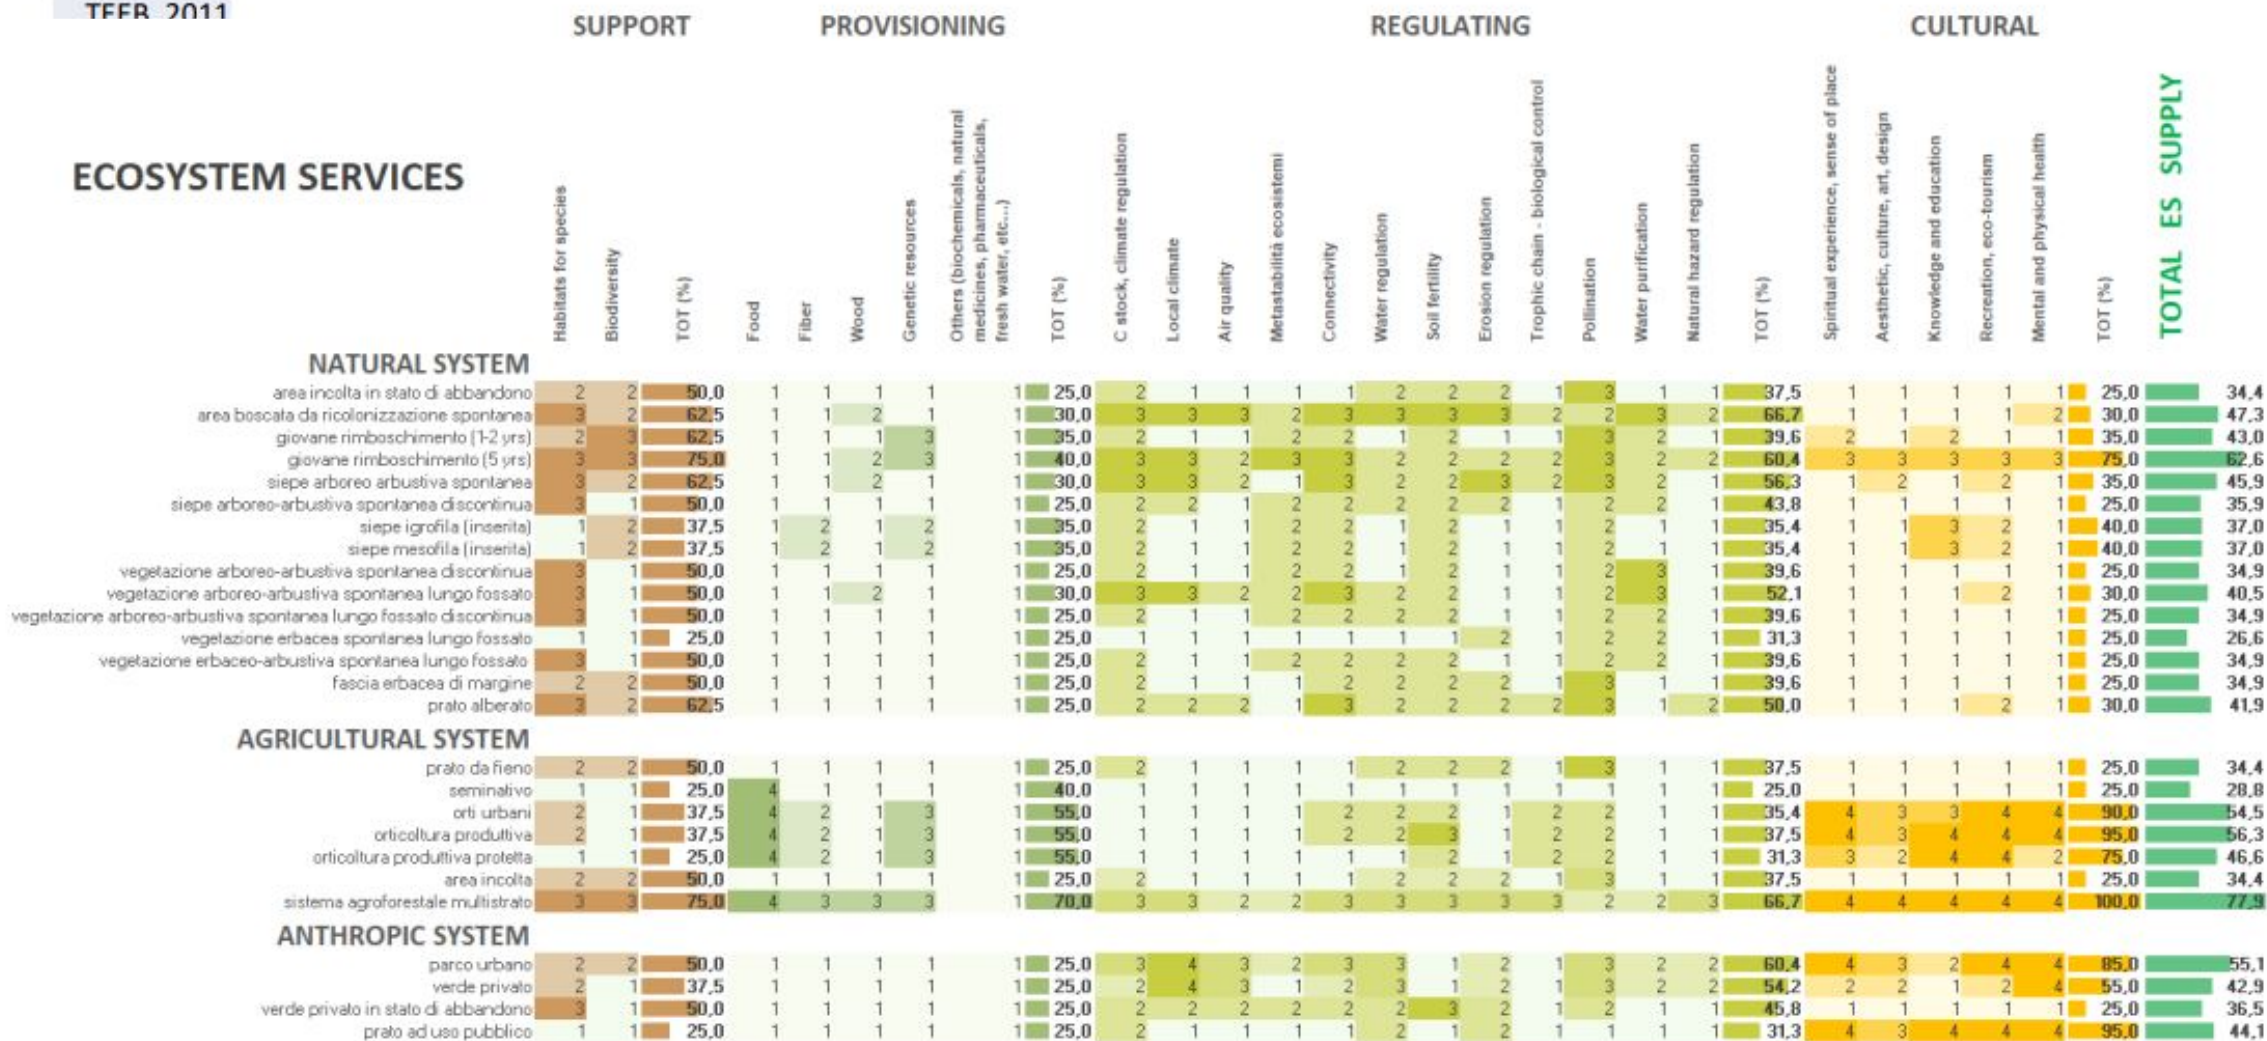 TEEB 2011
SUPPORT PROVISIONING REGULATING CULTURAL
ECOSYSTEM SERVICES
Habitats for species
Biodiversity
TOT (%)
Food
Fiber
Wood
Genetic resources
Others (biochemicals, natural
medicines, pharmaceuticals,
fresh water, etc...)
TOT (%)
C stock, climate regulation
Local climate
Air quality
Metastabilità ecosistemi
Connectivity
Water regulation
Soil fertility
Erosion regulation
Trophic chain - biological control
Pollination
Water purification
Natural hazard regulation
TOT (%)
Spiritual experience, sense of place
Aesthetic, culture, art, design
Knowledge and education
Recreation, eco-tourism
Mental and physical health
TOT (%)
TOTAL ES SUPPLY
NATURAL SYSTEM
area incolta in stato di abbandono 2 2 50,0 1 1 1 1 1 25,0 2 1 1 1 1 2 2 2 1 3 1 1 37,5 1 1 1 1 1 25,0 34,4
area boscata da ricolonizzazione spontanea 3 2 62,5 1 1 2 1 1 30,0 3 3 3 2 3 3 3 3 2 2 3 2 66,7 1 1 1 1 2 30,0 47,3
giovane rimboschimento (1-2 yrs) 2 3 62,5 1 1 1 3 1 35,0 2 1 1 2 2 1 2 1 1 3 2 1 39,6 2 1 2 1 1 35,0 43,0
giovane rimboschimento (5 yrs) 3 3 75,0 1 1 2 3 1 40,0 3 3 2 3 3 2 2 2 2 3 2 2 60,4 3 3 3 3 3 75,0 62,6
siepe arboreo arbustiva spontanea 3 2 62,5 1 1 2 1 1 30,0 3 3 2 1 3 2 2 3 2 3 2 1 56,3 1 2 1 2 1 35,0 45,9
siepe arboreo-arbustiva spontanea discontinua 3 1 50,0 1 1 1 1 1 25,0 2 2 1 2 2 2 2 2 1 2 2 1 43,8 1 1 1 1 1 25,0 35,9
siepe igrofila (inserita) 1 2 37,5 1 2 1 2 1 35,0 2 1 1 2 2 1 2 1 1 2 1 1 35,4 1 1 3 2 1 40,0 37,0
siepe mesofila (inserita) 1 2 37,5 1 2 1 2 1 35,0 2 1 1 2 2 1 2 1 1 2 1 1 35,4 1 1 3 2 1 40,0 37,0
vegetazione arboreo-arbustiva spontanea discontinua 3 1 50,0 1 1 1 1 1 25,0 2 1 1 2 2 1 2 1 1 2 3 1 39,6 1 1 1 1 1 25,0 34,9
vegetazione arboreo-arbustiva spontanea lungo fossato 3 1 50,0 1 1 2 1 1 30,0 3 3 2 2 3 2 2 1 1 2 3 1 52,1 1 1 1 2 1 30,0 40,5
vegetazione arboreo-arbustiva spontanea lungo fossato discontinua 3 1 50,0 1 1 1 1 1 25,0 2 1 1 2 2 2 2 1 1 2 2 1 39,6 1 1 1 1 1 25,0 34,9
vegetazione erbacea spontanea lungo fossato 1 1 25,0 1 1 1 1 1 25,0 1 1 1 1 1 1 1 2 1 2 2 1 31,3 1 1 1 1 1 25,0 26,6
vegetazione erbaceo-arbustiva spontanea lungo fossato 3 1 50,0 1 1 1 1 1 25,0 2 1 1 2 2 2 2 1 1 2 2 1 39,6 1 1 1 1 1 25,0 34,9
fascia erbacea di margine 2 2 50,0 1 1 1 1 1 25,0 2 1 1 1 2 2 2 2 1 3 1 1 39,6 1 1 1 1 1 25,0 34,9
prato alberato 3 2 62,5 1 1 1 1 1 25,0 2 2 2 1 3 2 2 2 2 3 1 2 50,0 1 1 1 2 1 30,0 41,9
AGRICULTURAL SYSTEM
prato da fieno 2 2 50,0 1 1 1 1 1 25,0 2 1 1 1 1 2 2 2 1 3 1 1 37,5 1 1 1 1 1 25,0 34,4
seminativo 1 1 25,0 4 1 1 1 1 40,0 1 1 1 1 1 1 1 1 1 1 1 1 25,0 1 1 1 1 1 25,0 28,8
orti urbani 2 1 37,5 4 2 1 3 1 55,0 1 1 1 1 2 2 2 1 2 2 1 1 35,4 4 3 3 4 4 90,0 54,5
orticoltura produttiva 2 1 37,5 4 2 1 3 1 55,0 1 1 1 1 2 2 3 1 2 2 1 1 37,5 4 3 4 4 4 95,0 56,3
orticoltura produttiva protetta 1 1 25,0 4 2 1 3 1 55,0 1 1 1 1 1 1 2 1 2 2 1 1 31,3 3 2 4 4 2 75,0 46,6
area incolta 2 2 50,0 1 1 1 1 1 25,0 2 1 1 1 1 2 2 2 1 3 1 1 37,5 1 1 1 1 1 25,0 34,4
sistema agroforestale multistrato 3 3 75,0 4 3 3 3 1 70,0 3 3 2 2 3 3 3 3 3 2 2 3 66,7 4 4 4 4 4 100,0 77,9
ANTHROPIC SYSTEM
parco urbano 2 2 50,0 1 1 1 1 1 25,0 3 4 3 2 3 3 1 2 1 3 2 2 60,4 4 3 2 4 4 85,0 55,1
verde privato 2 1 37,5 1 1 1 1 1 25,0 2 4 3 1 2 3 1 2 1 3 2 2 54,2 2 2 1 2 4 55,0 42,9
verde privato in stato di abbandono 3 1 50,0 1 1 1 1 1 25,0 2 2 2 2 2 2 3 2 1 2 1 1 45,8 1 1 1 1 1 25,0 36,5
prato ad uso pubblico 1 1 25,0 1 1 1 1 1 25,0 2 1 1 1 1 2 1 2 1 1 1 1 31,3 4 3 4 4 4 95,0 44,1